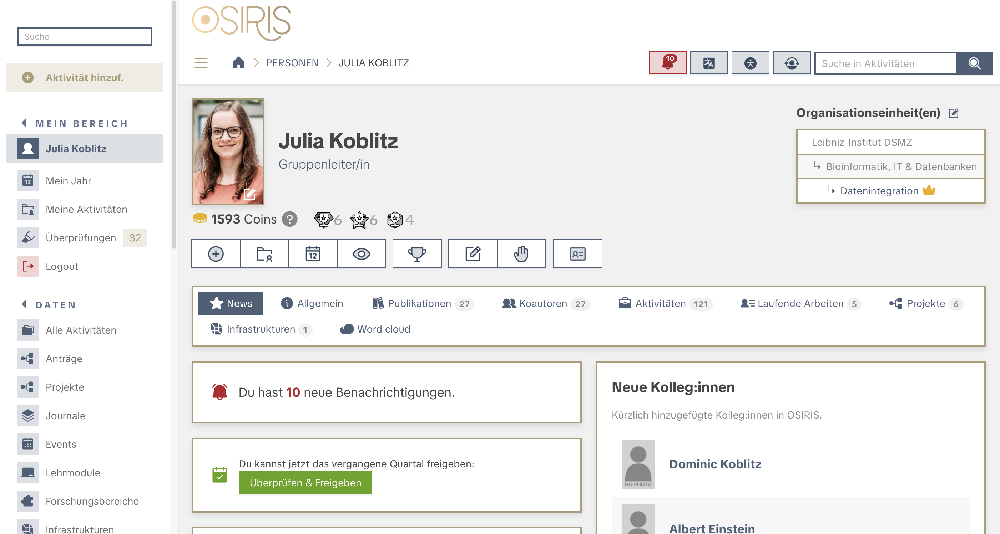 Suche
Aktivität hinzuf.
MEIN BEREICH
Julia Koblitz
12
Mein Jahr
Meine Aktivitäten
Überprüfungen 32
Logout
DATEN
Alle Aktivitäten
Anträge
Projekte
Journale
Events
Lehrmodule
Forschungsbereiche
Infrastrukturen
OSIRIS
PERSONEN
JULIA KOBLITZ
10
Suche in Aktivitäten
Julia Koblitz
Gruppenleiter/in
Organisationseinheit(en)
Leibniz-Institut DSMZ
Bioinformatik, IT & Datenbanken
Datenintegration
1593 Coins ? 6 6 4
12
News
Allgemein
Publikationen 27
Koautoren 27
Aktivitäten 121
Laufende Arbeiten 5
Projekte 6
Infrastrukturen 1
Word cloud
Du hast 10 neue Benachrichtigungen.
Du kannst jetzt das vergangene Quartal freigeben:
Überprüfen & Freigeben
Neue Kolleg:innen
Kürzlich hinzugefügte Kolleg:innen in OSIRIS.
NO PHOTO
Dominic Koblitz
Albert Einstein